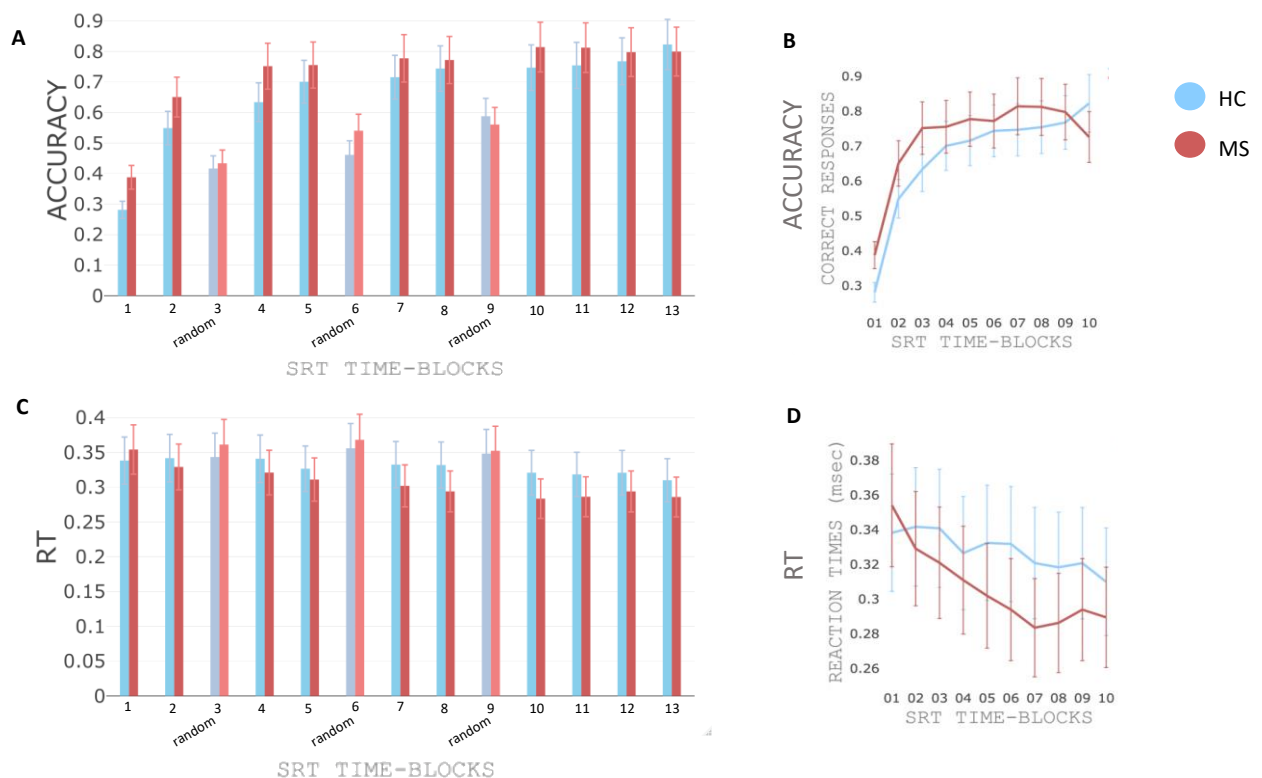 A
ACCURACY
0.9
0.8
0.7
0.6
0.5
0.4
0.3
0.2
0.1
0
1 2 3 4 5 6 7 8 9 10 11 12 13
random random random
SRT TIME-BLOCKS
B
ACCURACY
CORRECT RESPONSES
0.9
0.8
0.7
0.6
0.5
0.4
0.3
01 02 03 04 05 06 07 08 09 10
SRT TIME-BLOCKS
HC
MS
C
RT
0.4
0.35
0.3
0.25
0.2
0.15
0.1
0.05
0
1 2 3 4 5 6 7 8 9 10 11 12 13
random random random
SRT TIME-BLOCKS
D
RT
REACTION TIMES (msec)
0.38
0.36
0.34
0.32
0.3
0.28
0.26
01 02 03 04 05 06 07 08 09 10
SRT TIME-BLOCKS